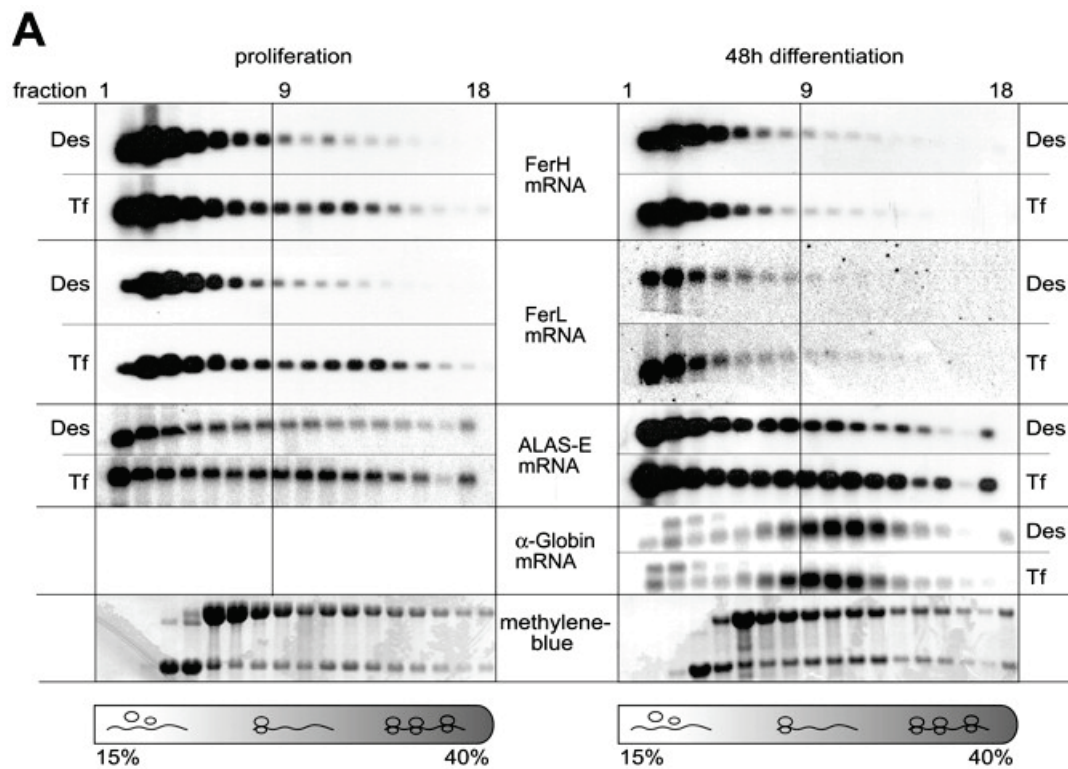 A
proliferation 48h differentiation
fraction 1 9 18 1 9 18
Des FerH Des
Tf mRNA Tf
Des FerL Des
Tf mRNA Tf
Des ALAS-E Des
Tf mRNA Tf
α-Globin Des
mRNA Tf
methylene-
blue
15% 40% 15% 40%